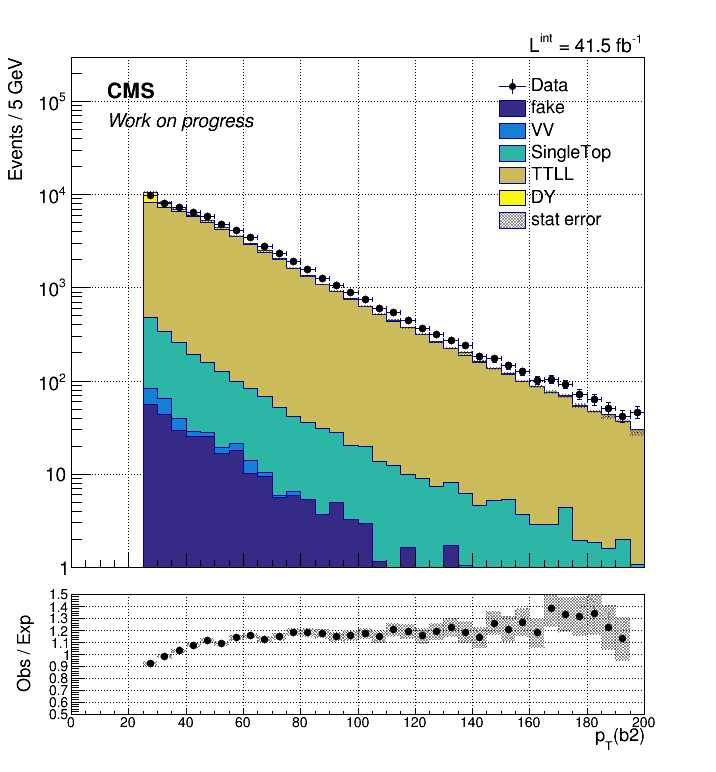 L^int = 41.5 fb^-1
Events / 5 GeV
CMS
Work on progress
Data
fake
VV
SingleTop
TTLL
DY
stat error
10^5
10^4
10^3
10^2
10
1
Obs / Exp
1.5
1.4
1.3
1.2
1.1
1
0.9
0.8
0.7
0.6
0.5
0 20 40 60 80 100 120 140 160 180 200
p_T(b2)